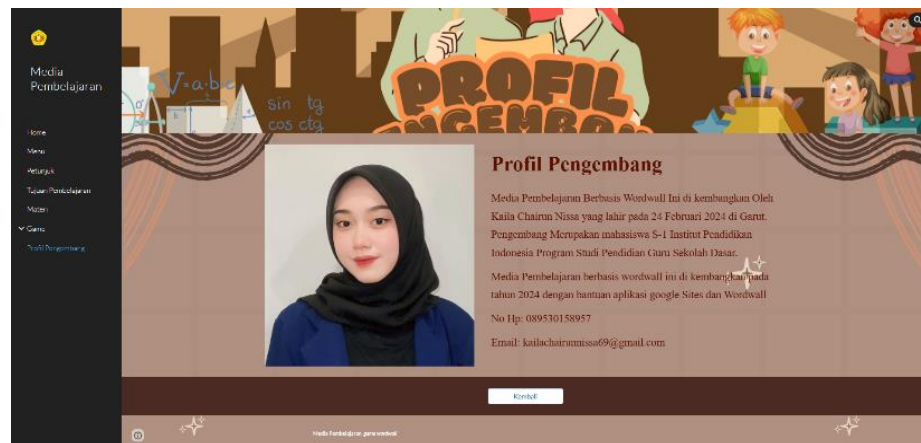 Media
Pembelajaran
Home
Menu
Petunjuk
Tujuan Pembelajaran
Materi
Game
Profil Pengembang
V=a·b·c
sin tg
cos ctg
PROFIL
Profil Pengembang
Media Pembelajaran Berbasis Wordwall Ini di kembangkan Oleh
Kaila Chairun Nissa yang lahir pada 24 Februari 2024 di Garut.
Pengembang Merupakan mahasiswa S-1 Institut Pendidikan
Indonesia Program Studi Pendidian Guru Sekolah Dasar.
Media Pembelajaran berbasis wordwall ini di kembangkan pada
tahun 2024 dengan bantuan aplikasi google Sites dan Wordwall
No Hp: 089530158957
Email: kailachairunnissa69@gmail.com
Kembali
Media Pembelajaran game wordwall